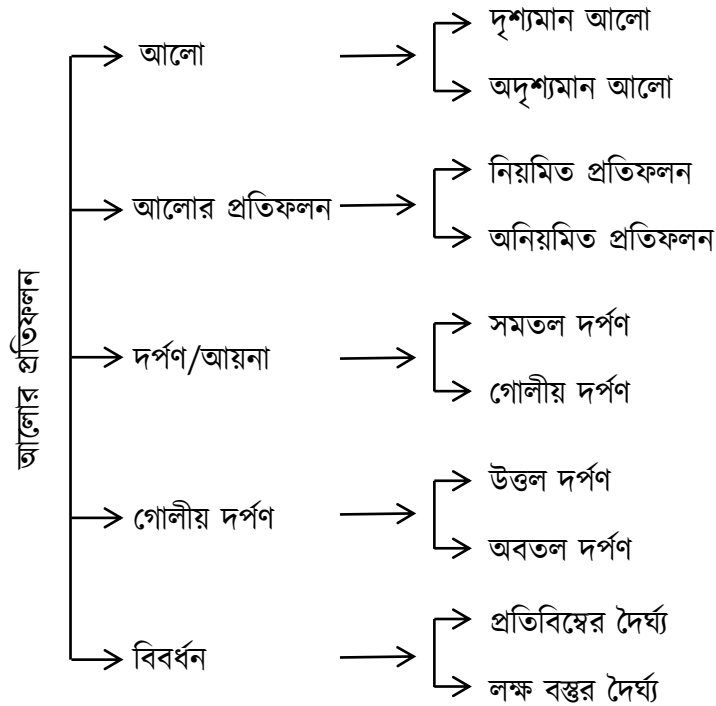 আলোর প্রতিফলন
আলো
দৃশ্যমান আলো
অদৃশ্যমান আলো
আলোর প্রতিফলন
নিয়মিত প্রতিফলন
অনিয়মিত প্রতিফলন
দর্পণ/আয়না
সমতল দর্পণ
গোলীয় দর্পণ
গোলীয় দর্পণ
উত্তল দর্পণ
অবতল দর্পণ
বিবর্ধন
প্রতিবিম্বের দৈর্ঘ্য
লক্ষ বস্তুর দৈর্ঘ্য